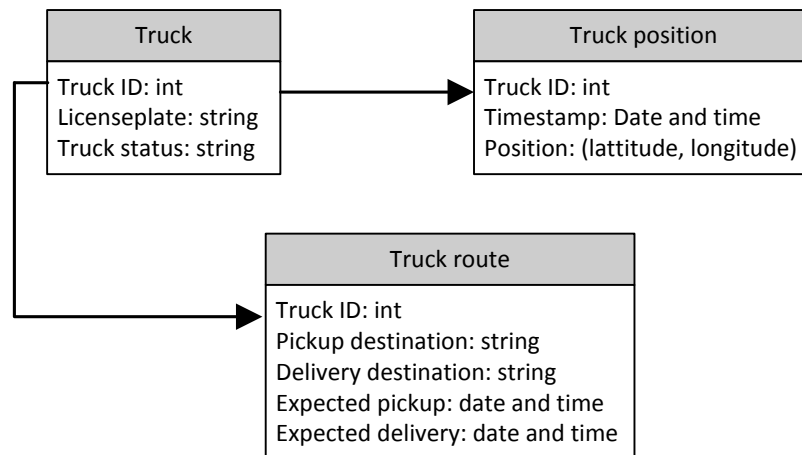 Truck
Truck ID: int
Licenseplate: string
Truck status: string
Truck position
Truck ID: int
Timestamp: Date and time
Position: (lattitude, longitude)
Truck route
Truck ID: int
Pickup destination: string
Delivery destination: string
Expected pickup: date and time
Expected delivery: date and time